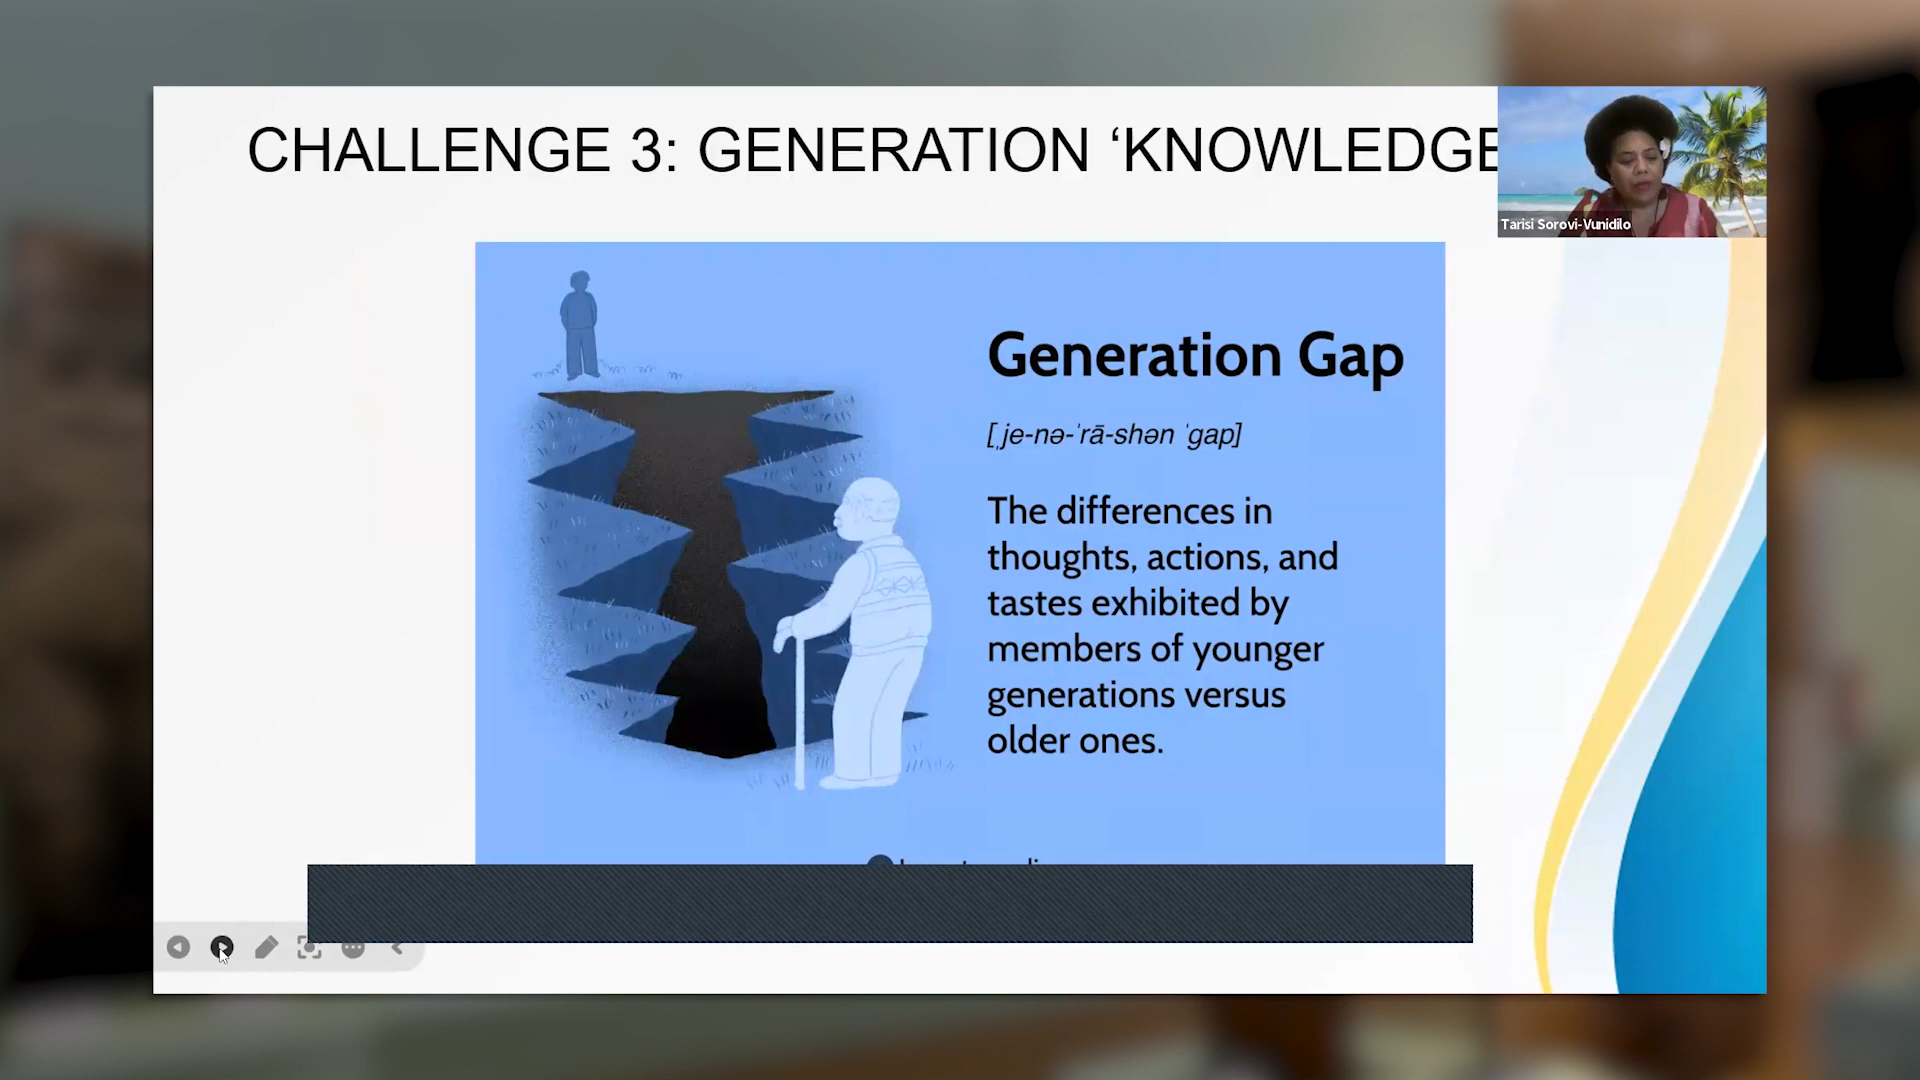 CHALLENGE 3: GENERATION ‘KNOWLEDGE
Tarisi Sorovi-Vunidilo
Generation Gap
[ˌje-nə-ˈrā-shən ˈgap]
The differences in
thoughts, actions, and
tastes exhibited by
members of younger
generations versus
older ones.